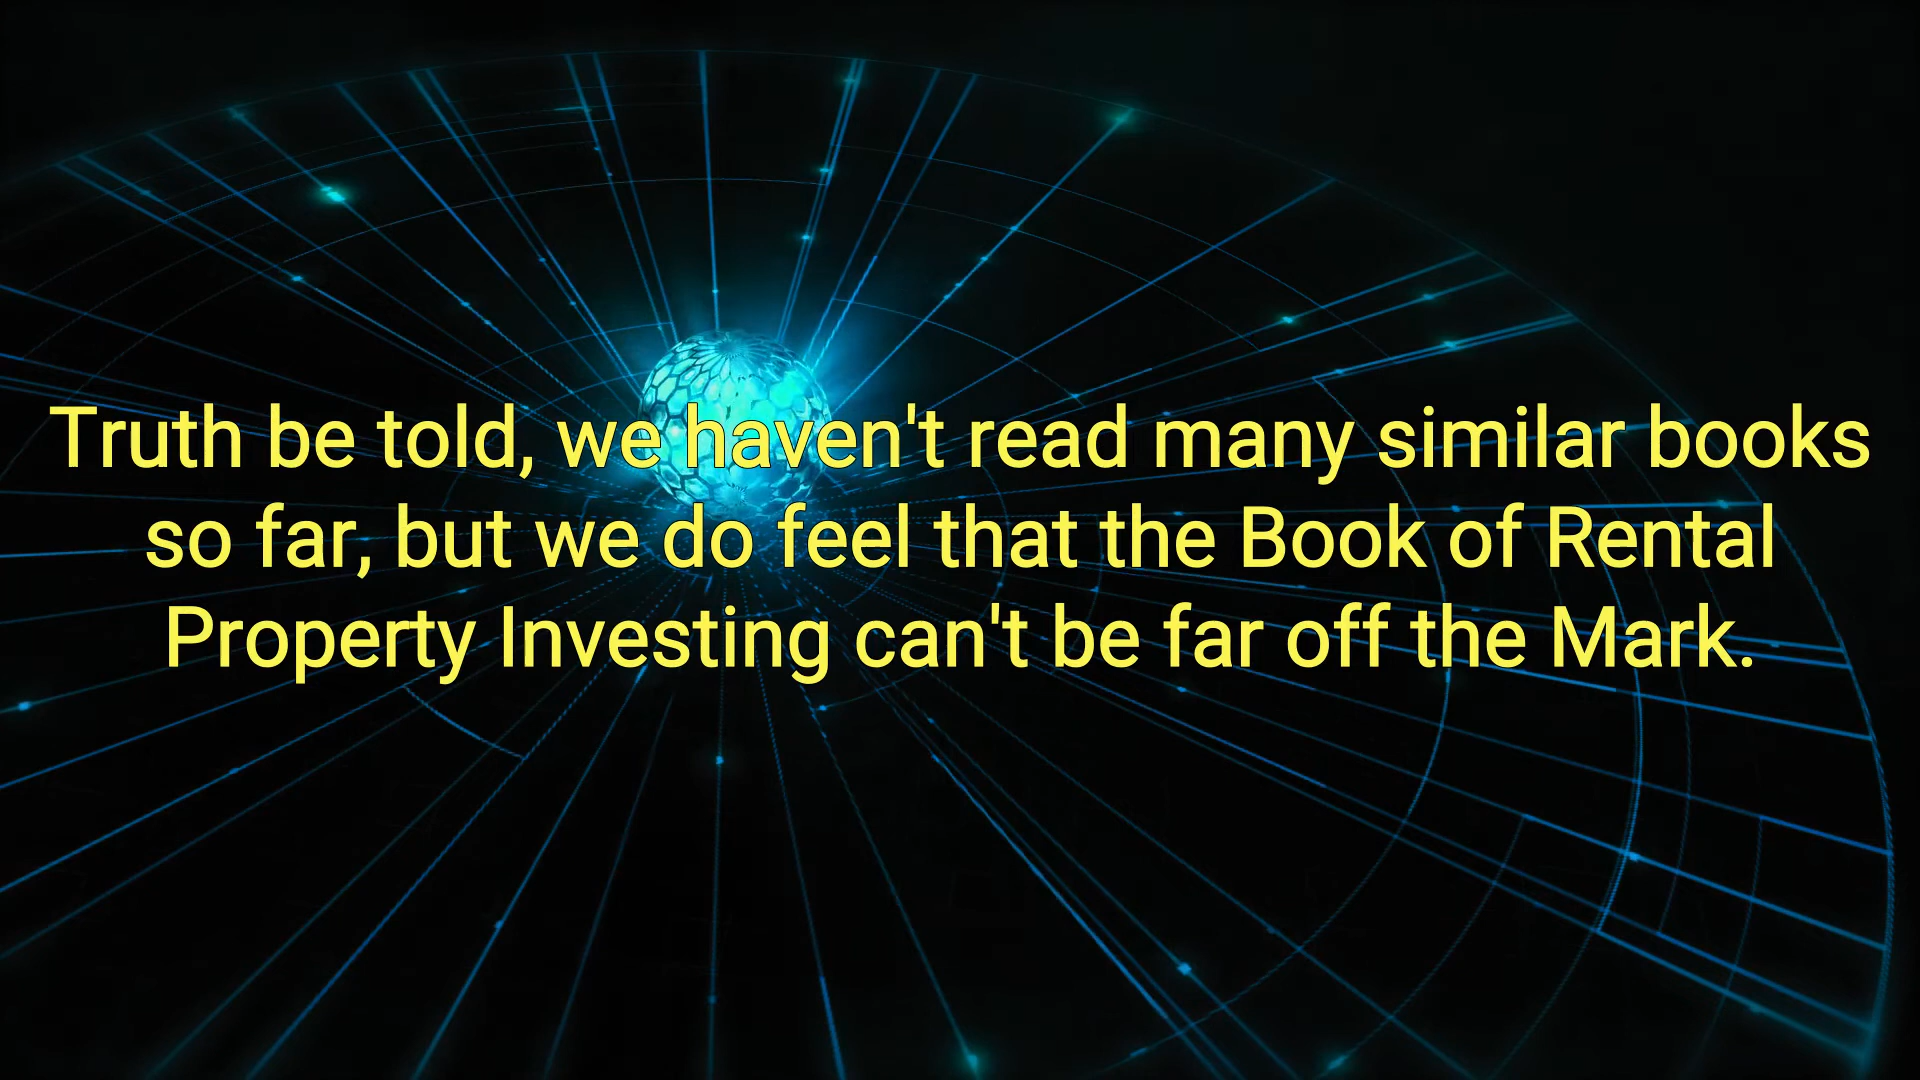 Truth be told, we haven't read many similar books
so far, but we do feel that the Book of Rental
Property Investing can't be far off the Mark.